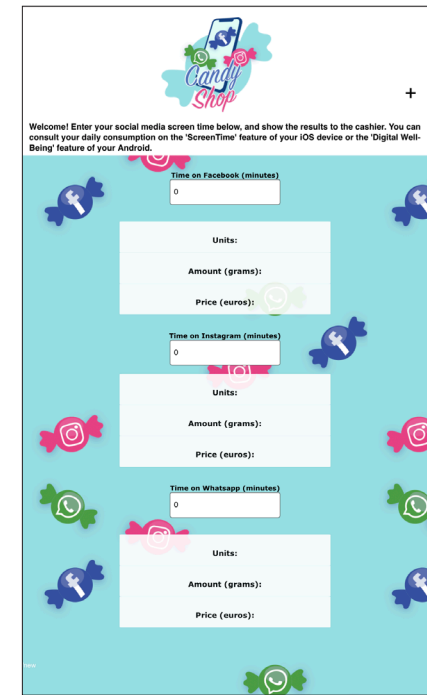 Candy
Shop
+
Welcome! Enter your social media screen time below, and show the results to the cashier. You can
consult your daily consumption on the 'ScreenTime' feature of your iOS device or the 'Digital Well-
Being' feature of your Android.
Time on Facebook (minutes)
0
Units:
Amount (grams):
Price (euros):
Time on Instagram (minutes)
0
Units:
Amount (grams):
Price (euros):
Time on Whatsapp (minutes)
0
Units:
Amount (grams):
Price (euros):